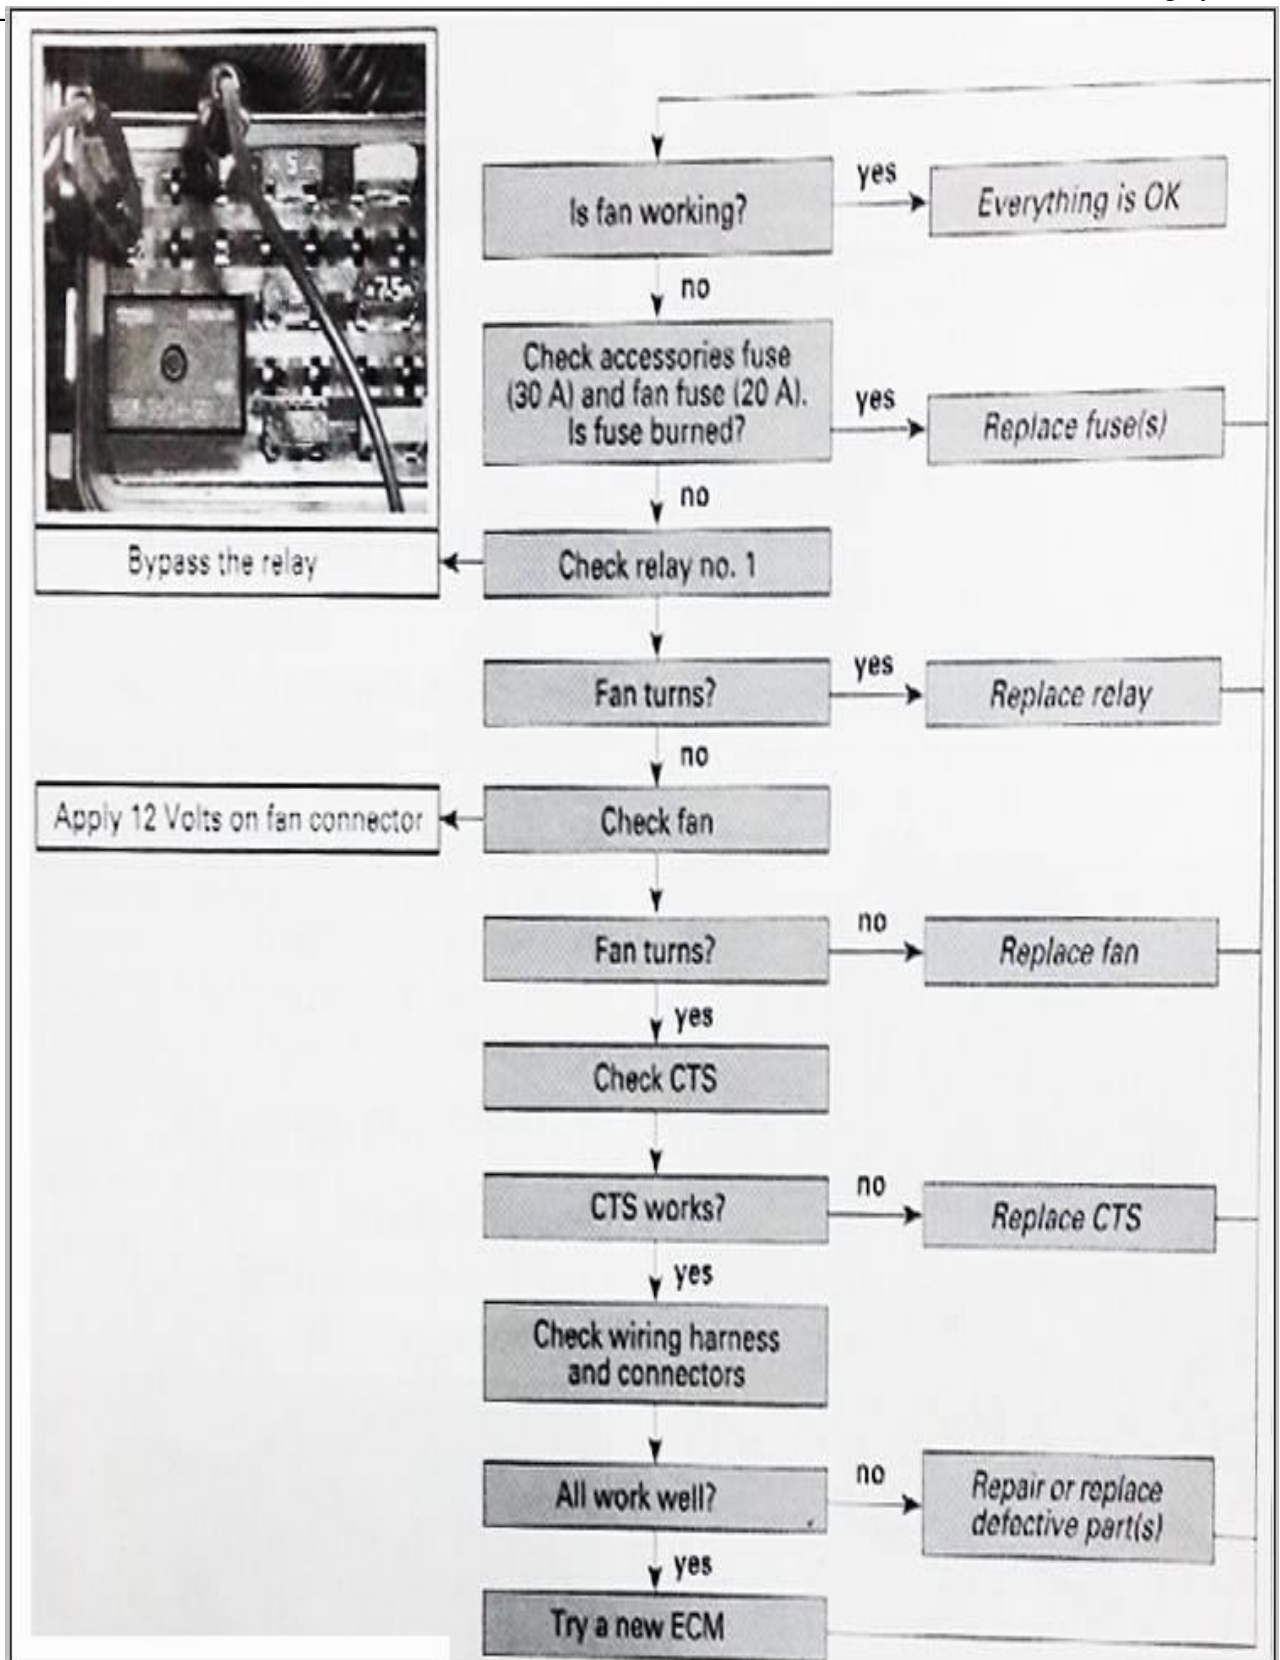 5
7.5
Is fan working?
yes
Everything is OK
no
Check accessories fuse
(30 A) and fan fuse (20 A).
Is fuse burned?
yes
Replace fuse(s)
no
Check relay no. 1
Bypass the relay
Fan turns?
yes
Replace relay
no
Check fan
Apply 12 Volts on fan connector
Fan turns?
no
Replace fan
yes
Check CTS
CTS works?
no
Replace CTS
yes
Check wiring harness
and connectors
All work well?
no
Repair or replace
defective part(s)
yes
Try a new ECM